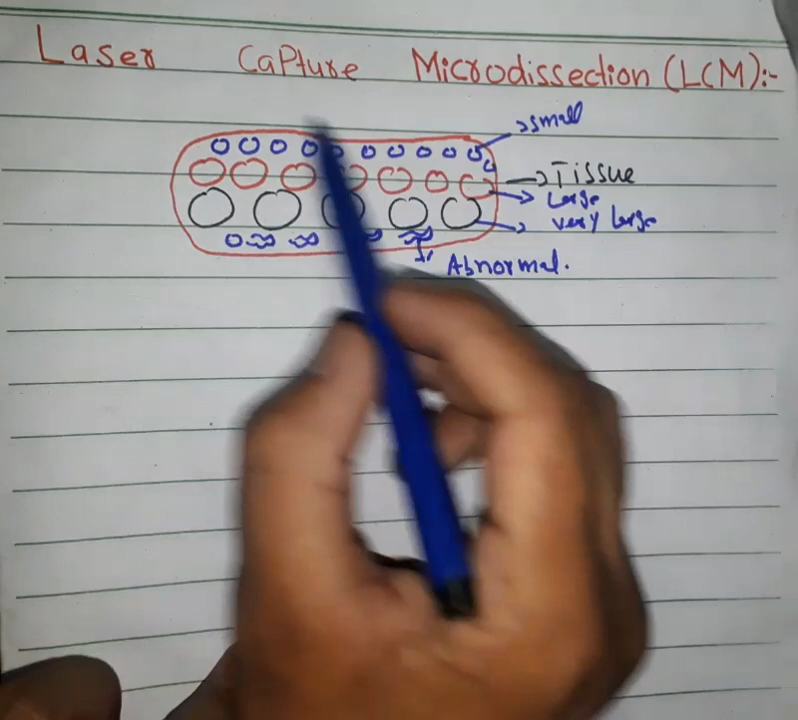 Laser Capture Microdissection (LCM):-
small
Tissue
Large
very large
Abnormal.